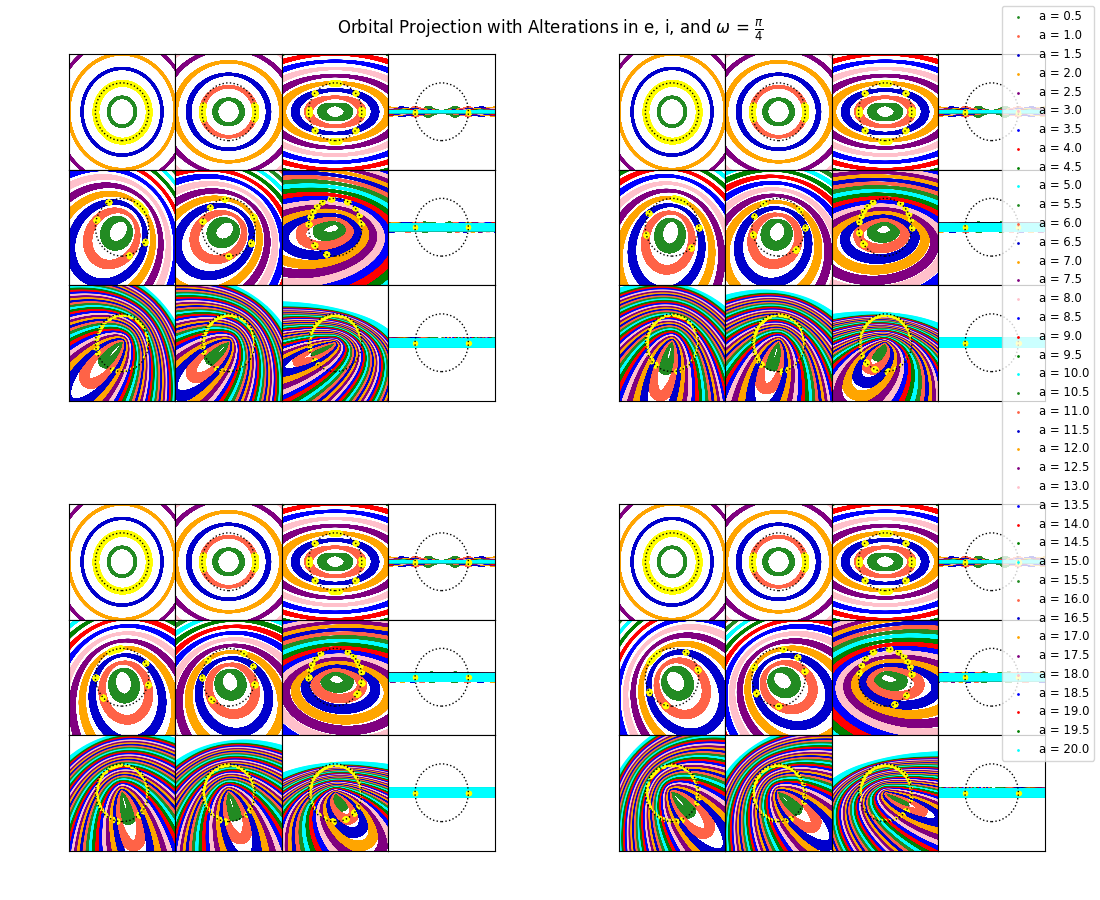 Orbital Projection with Alterations in e, i, and ω = π/4
a = 0.5
a = 1.0
a = 1.5
a = 2.0
a = 2.5
a = 3.0
a = 3.5
a = 4.0
a = 4.5
a = 5.0
a = 5.5
a = 6.0
a = 6.5
a = 7.0
a = 7.5
a = 8.0
a = 8.5
a = 9.0
a = 9.5
a = 10.0
a = 10.5
a = 11.0
a = 11.5
a = 12.0
a = 12.5
a = 13.0
a = 13.5
a = 14.0
a = 14.5
a = 15.0
a = 15.5
a = 16.0
a = 16.5
a = 17.0
a = 17.5
a = 18.0
a = 18.5
a = 19.0
a = 19.5
a = 20.0